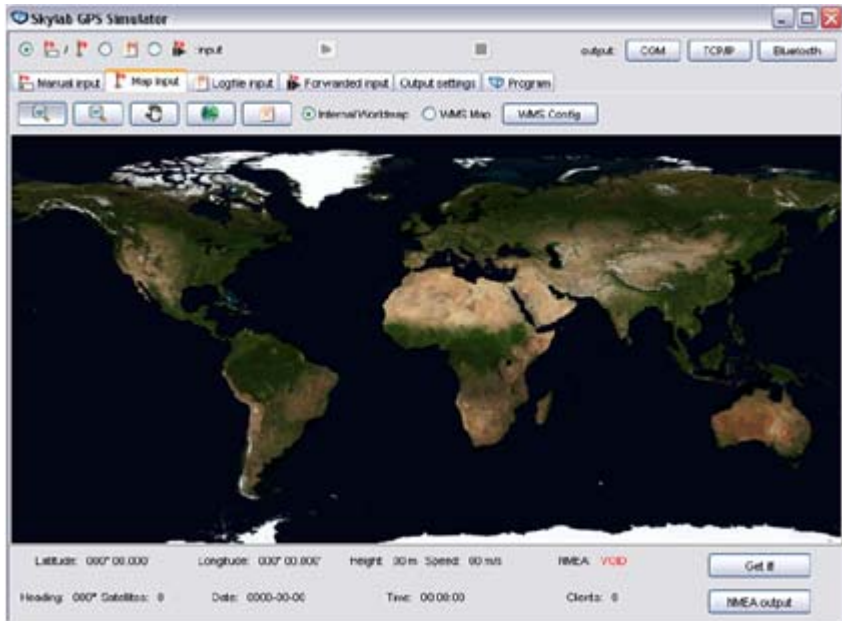 Skylab GPS Simulator
input output: COM TCP/IP Bluetooth
Manual input Map input Logfile input Forwarded input Output settings Program
Internal Worldmap WMS Map WMS Config
Latitude: 000° 00.000' Longitude: 000° 00.000' Height: 00 m Speed: 00 m/s NMEA: VOID Get it!
Heading: 000° Satellites: 0 Date: 0000-00-00 Time: 00:00:00 Clients: 0 NMEA output